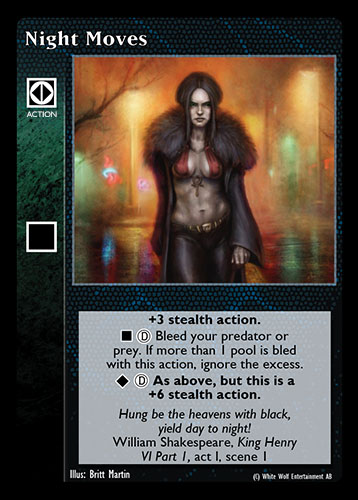 Night Moves
ACTION
+3 stealth action.
D Bleed your predator or
prey. If more than 1 pool is bled
with this action, ignore the excess.
D As above, but this is a
+6 stealth action.
Hung be the heavens with black,
yield day to night!
William Shakespeare, King Henry
VI Part 1, act I, scene 1
Illus: Britt Martin
(C) White Wolf Entertainment AB